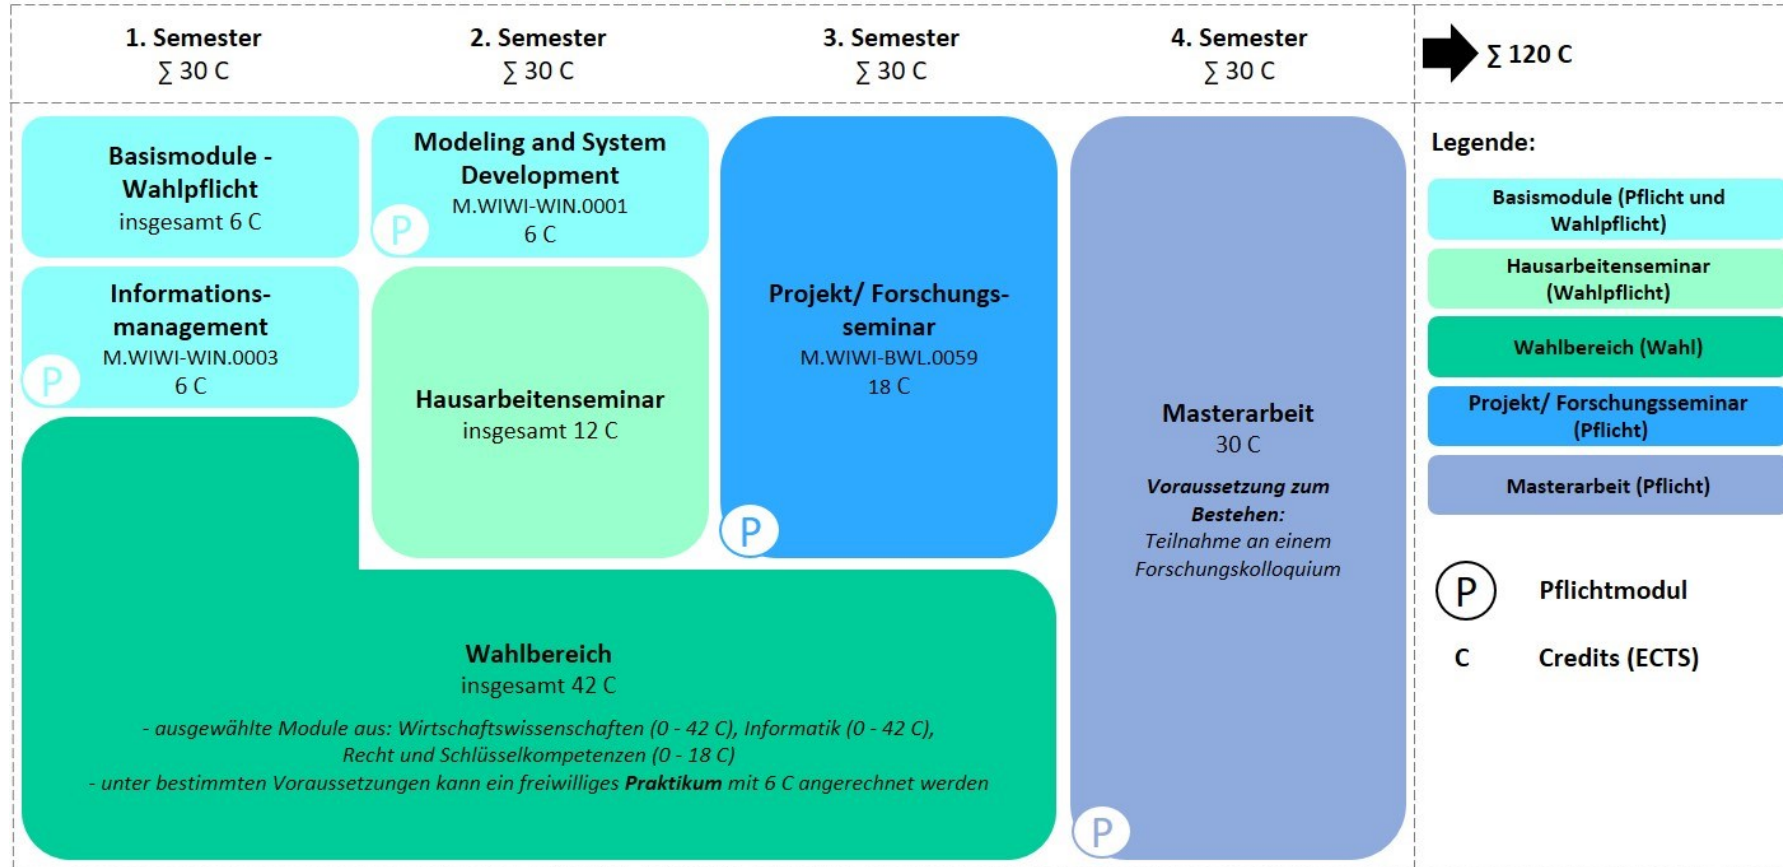 1. Semester
∑ 30 C
2. Semester
∑ 30 C
3. Semester
∑ 30 C
4. Semester
∑ 30 C
∑ 120 C
Basismodule -
Wahlpflicht
insgesamt 6 C
Informations-
management
M.WIWI-WIN.0003
6 C
P
Modeling and System
Development
M.WIWI-WIN.0001
6 C
P
Hausarbeitenseminar
insgesamt 12 C
Projekt/ Forschungs-
seminar
M.WIWI-BWL.0059
18 C
P
Masterarbeit
30 C
Voraussetzung zum
Bestehen:
Teilnahme an einem
Forschungskolloquium
P
Wahlbereich
insgesamt 42 C
- ausgewählte Module aus: Wirtschaftswissenschaften (0 - 42 C), Informatik (0 - 42 C),
Recht und Schlüsselkompetenzen (0 - 18 C)
- unter bestimmten Voraussetzungen kann ein freiwilliges Praktikum mit 6 C angerechnet werden
Legende:
Basismodule (Pflicht und
Wahlpflicht)
Hausarbeitenseminar
(Wahlpflicht)
Wahlbereich (Wahl)
Projekt/ Forschungsseminar
(Pflicht)
Masterarbeit (Pflicht)
P Pflichtmodul
C Credits (ECTS)